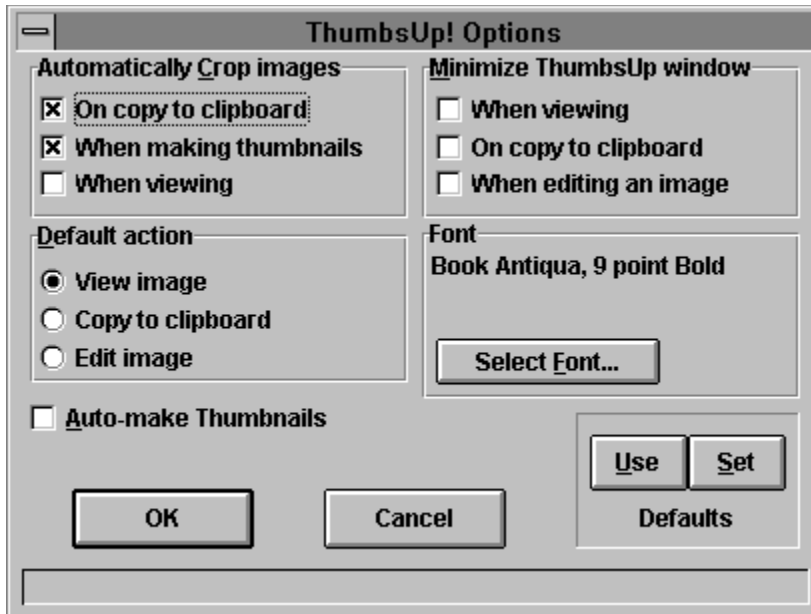 ThumbsUp! Options
Automatically Crop images
On copy to clipboard
When making thumbnails
When viewing
Minimize ThumbsUp window
When viewing
On copy to clipboard
When editing an image
Default action
View image
Copy to clipboard
Edit image
Font
Book Antiqua, 9 point Bold
Select Font...
Auto-make Thumbnails
Use
Set
Defaults
OK
Cancel